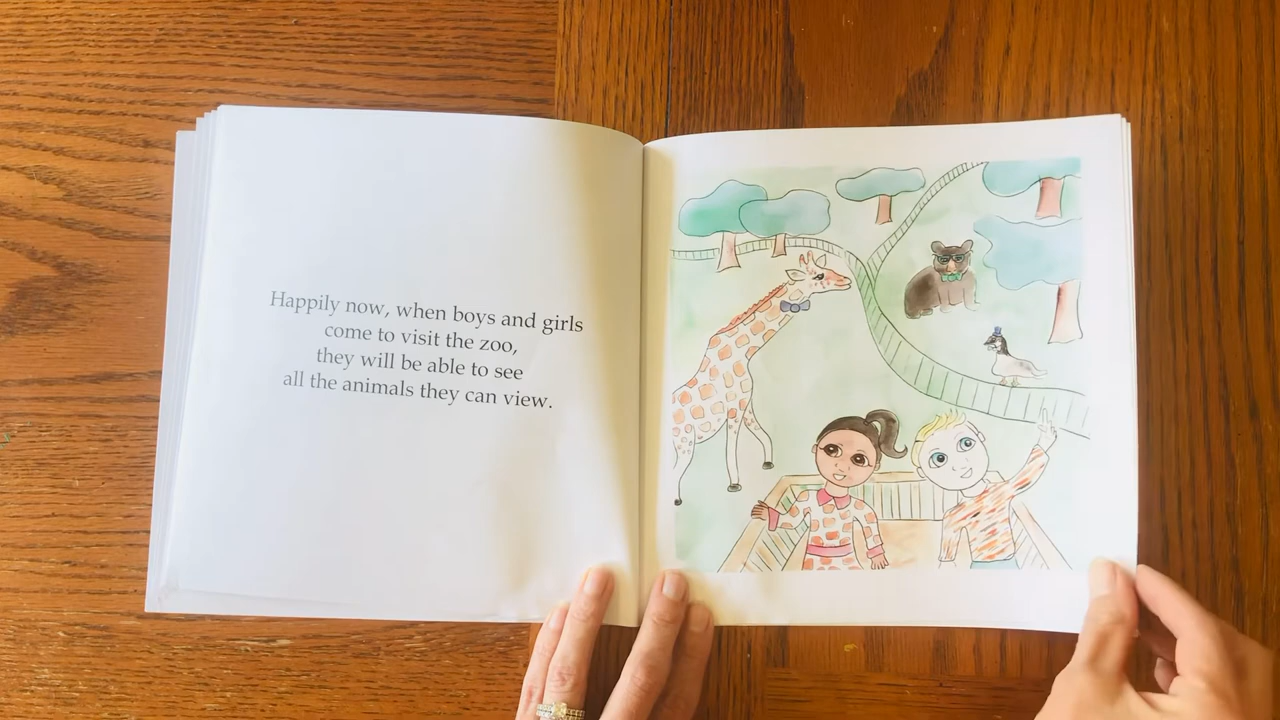 Happily now, when boys and girls
come to visit the zoo,
they will be able to see
all the animals they can view.